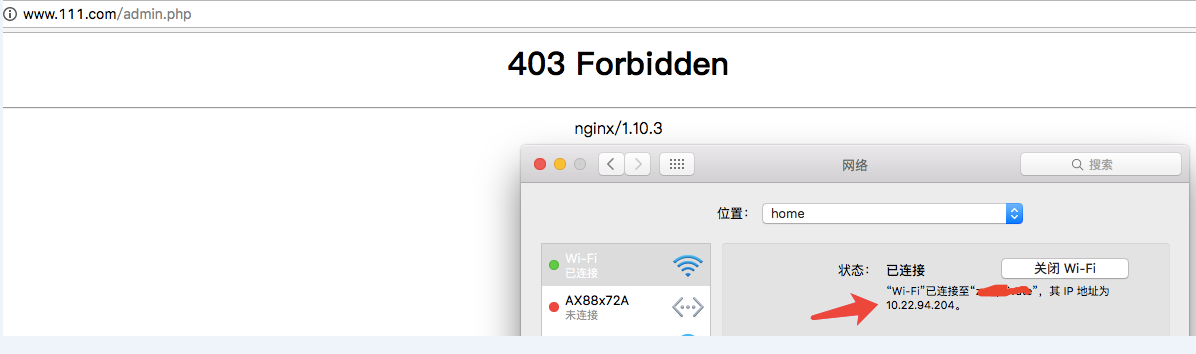 www.111.com/admin.php
403 Forbidden
nginx/1.10.3
网络
搜索
位置：
home
Wi-Fi
已连接
状态：
已连接
关闭 Wi-Fi
“Wi-Fi”已连接至“ ”，其 IP 地址为
10.22.94.204。
AX88x72A
未连接